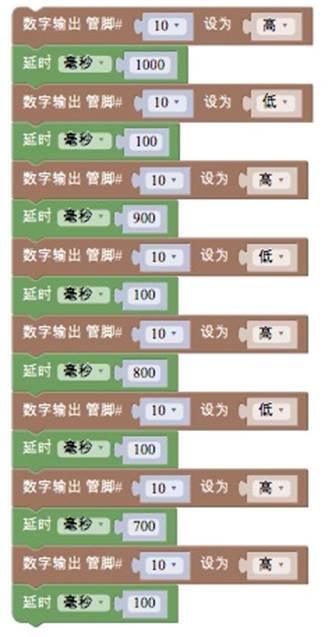 数字输出 管脚# 10 设为 高
延时 毫秒 1000
数字输出 管脚# 10 设为 低
延时 毫秒 100
数字输出 管脚# 10 设为 高
延时 毫秒 900
数字输出 管脚# 10 设为 低
延时 毫秒 100
数字输出 管脚# 10 设为 高
延时 毫秒 800
数字输出 管脚# 10 设为 低
延时 毫秒 100
数字输出 管脚# 10 设为 高
延时 毫秒 700
数字输出 管脚# 10 设为 高
延时 毫秒 100